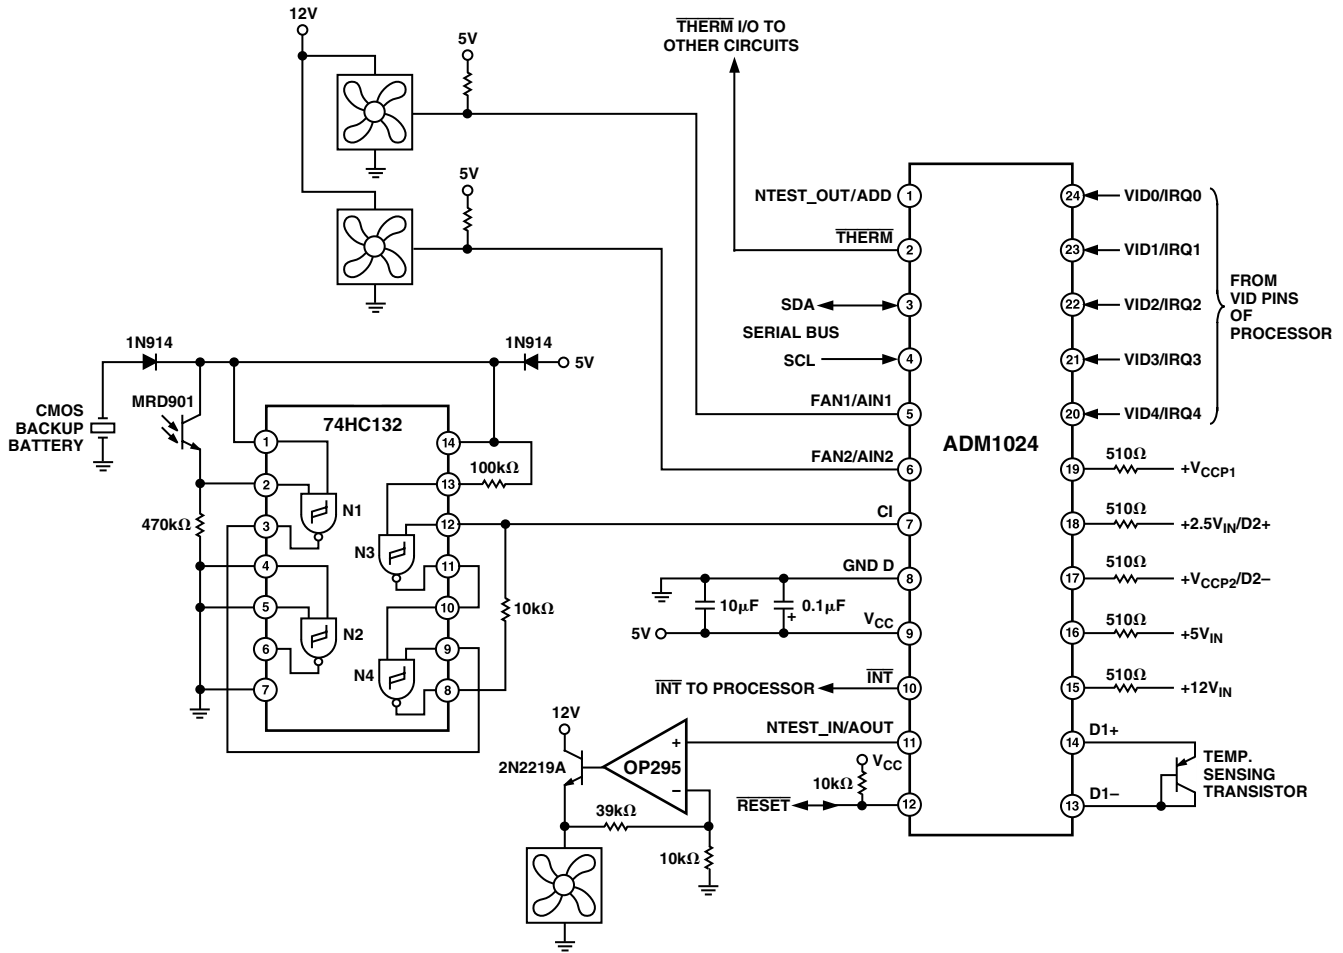 12V
5V
THERM I/O TO
OTHER CIRCUITS
5V
NTEST_OUT/ADD
1
24
VID0/IRQ0
THERM
2
23
VID1/IRQ1
SDA
3
22
VID2/IRQ2
SERIAL BUS
SCL
4
21
VID3/IRQ3
FAN1/AIN1
5
20
VID4/IRQ4
FROM
VID PINS
OF
PROCESSOR
ADM1024
FAN2/AIN2
6
19
510Ω
+VCCP1
CI
7
18
510Ω
+2.5VIN/D2+
GND D
8
17
510Ω
+VCCP2/D2–
10µF
0.1µF
+
5V
VCC
9
16
510Ω
+5VIN
INT TO PROCESSOR
INT
10
15
510Ω
+12VIN
NTEST_IN/AOUT
11
14
D1+
VCC
10kΩ
RESET
12
13
D1–
TEMP.
SENSING
TRANSISTOR
1N914
1N914
5V
CMOS
BACKUP
BATTERY
MRD901
74HC132
1
14
100kΩ
2
13
N1
470kΩ
3
12
N3
4
11
5
10
10kΩ
N2
6
9
N4
7
8
12V
2N2219A
OP295
+
–
39kΩ
10kΩ